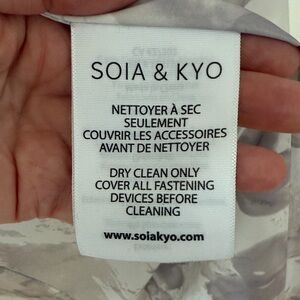 SOIA & KYO
NETTOYER À SEC
SEULEMENT
COUVRIR LES ACCESSOIRES
AVANT DE NETTOYER
DRY CLEAN ONLY
COVER ALL FASTENING
DEVICES BEFORE
CLEANING
www.soiakyo.com